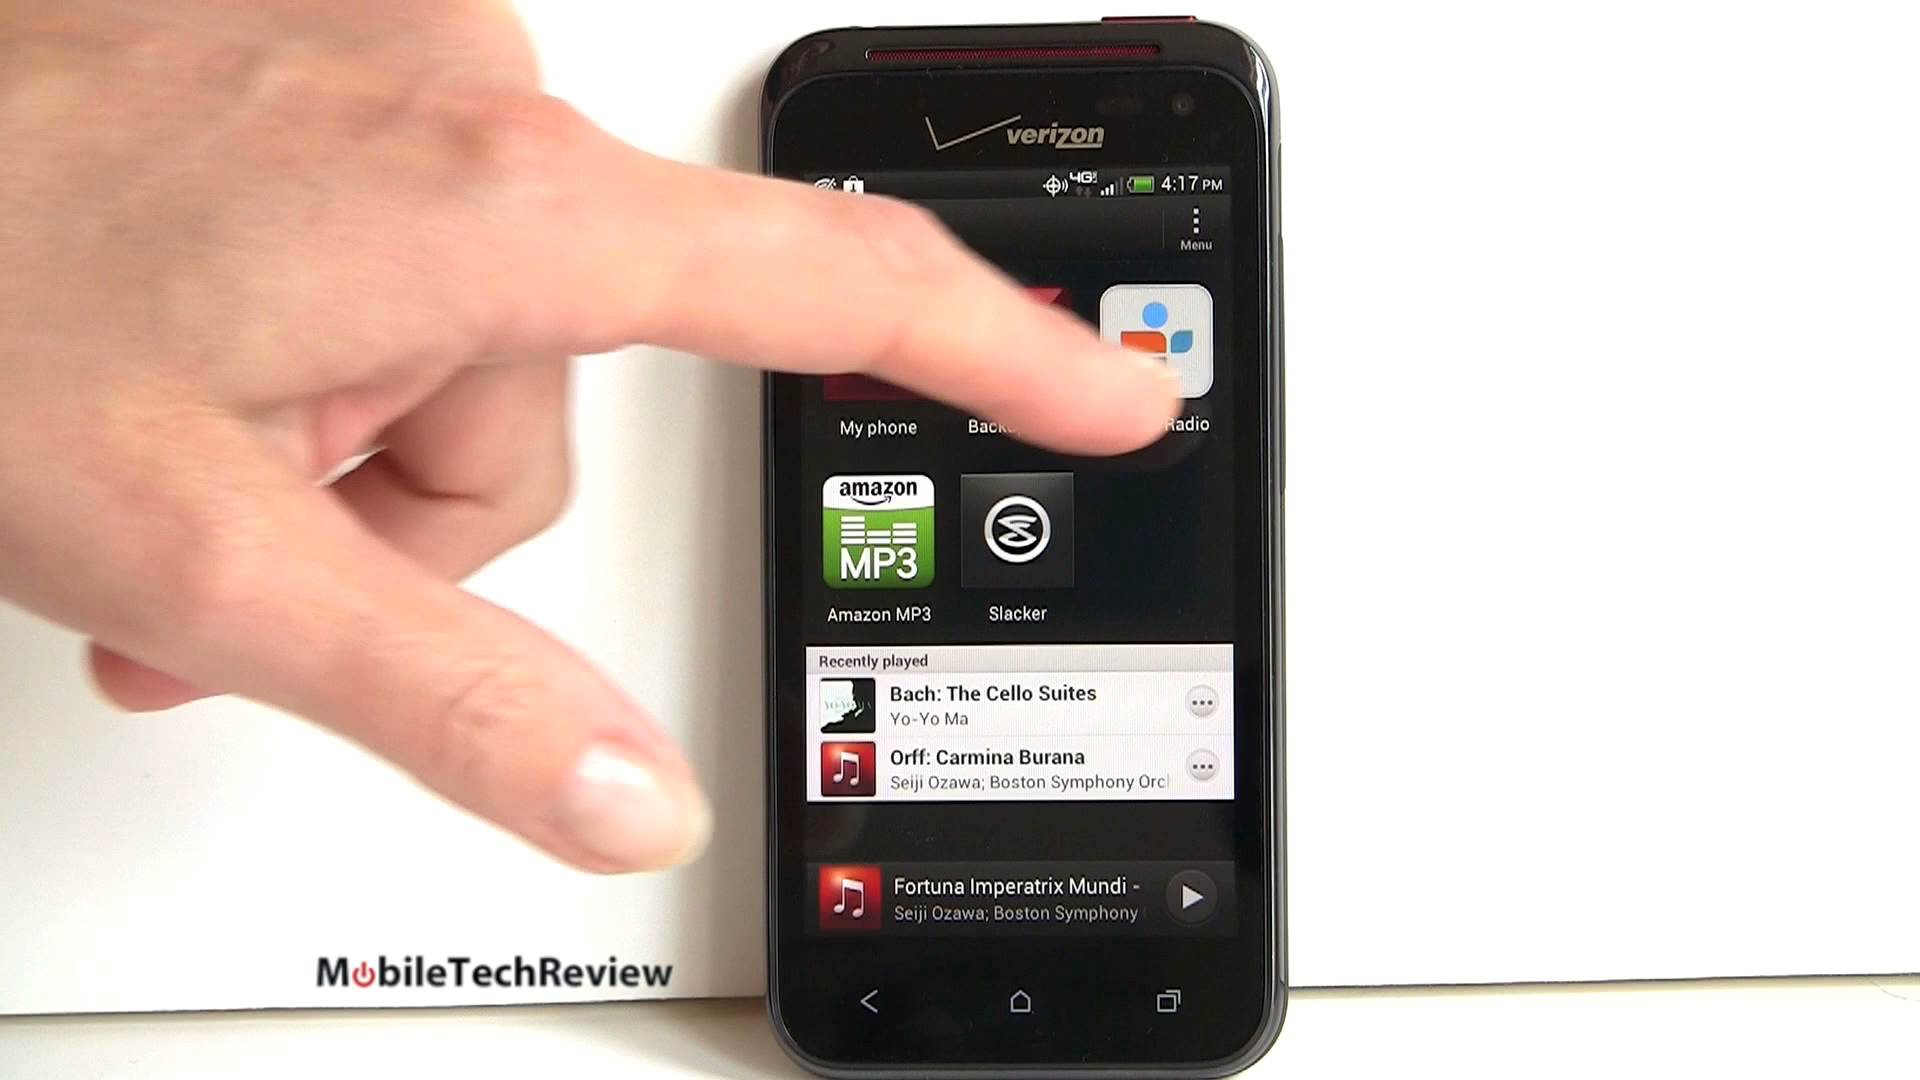 verizon
4G
4:17 PM
Menu
My phone
Radio
amazon
MP3
Amazon MP3
Slacker
Recently played
Bach: The Cello Suites
Yo-Yo Ma
Orff: Carmina Burana
Seiji Ozawa; Boston Symphony Orc
Fortuna Imperatrix Mundi -
Seiji Ozawa; Boston Symphony
MobileTechReview